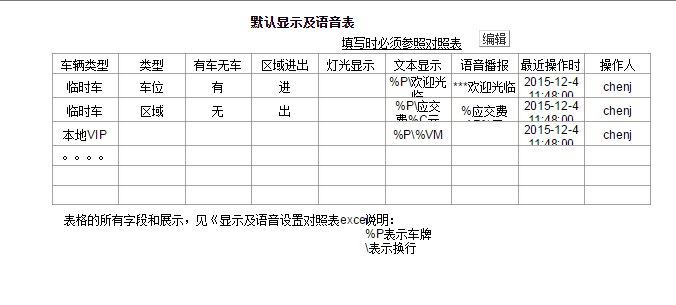 默认显示及语音表
填写时必须参照对照表 编辑
车辆类型 类型 有车无车 区域进出 灯光显示 文本显示 语音播报 最近操作时 操作人
临时车 车位 有 进 %P\欢迎光临 ***欢迎光临 2015-12-4 11:48:00 chenj
临时车 区域 无 出 %P\应交费%C元 %应交费 2015-12-4 11:48:00 chenj
本地VIP %P\%VM 2015-12-4 11:48:00 chenj
。。。。
表格的所有字段和展示，见《显示及语音设置对照表excel
说明：
%P表示车牌
\表示换行